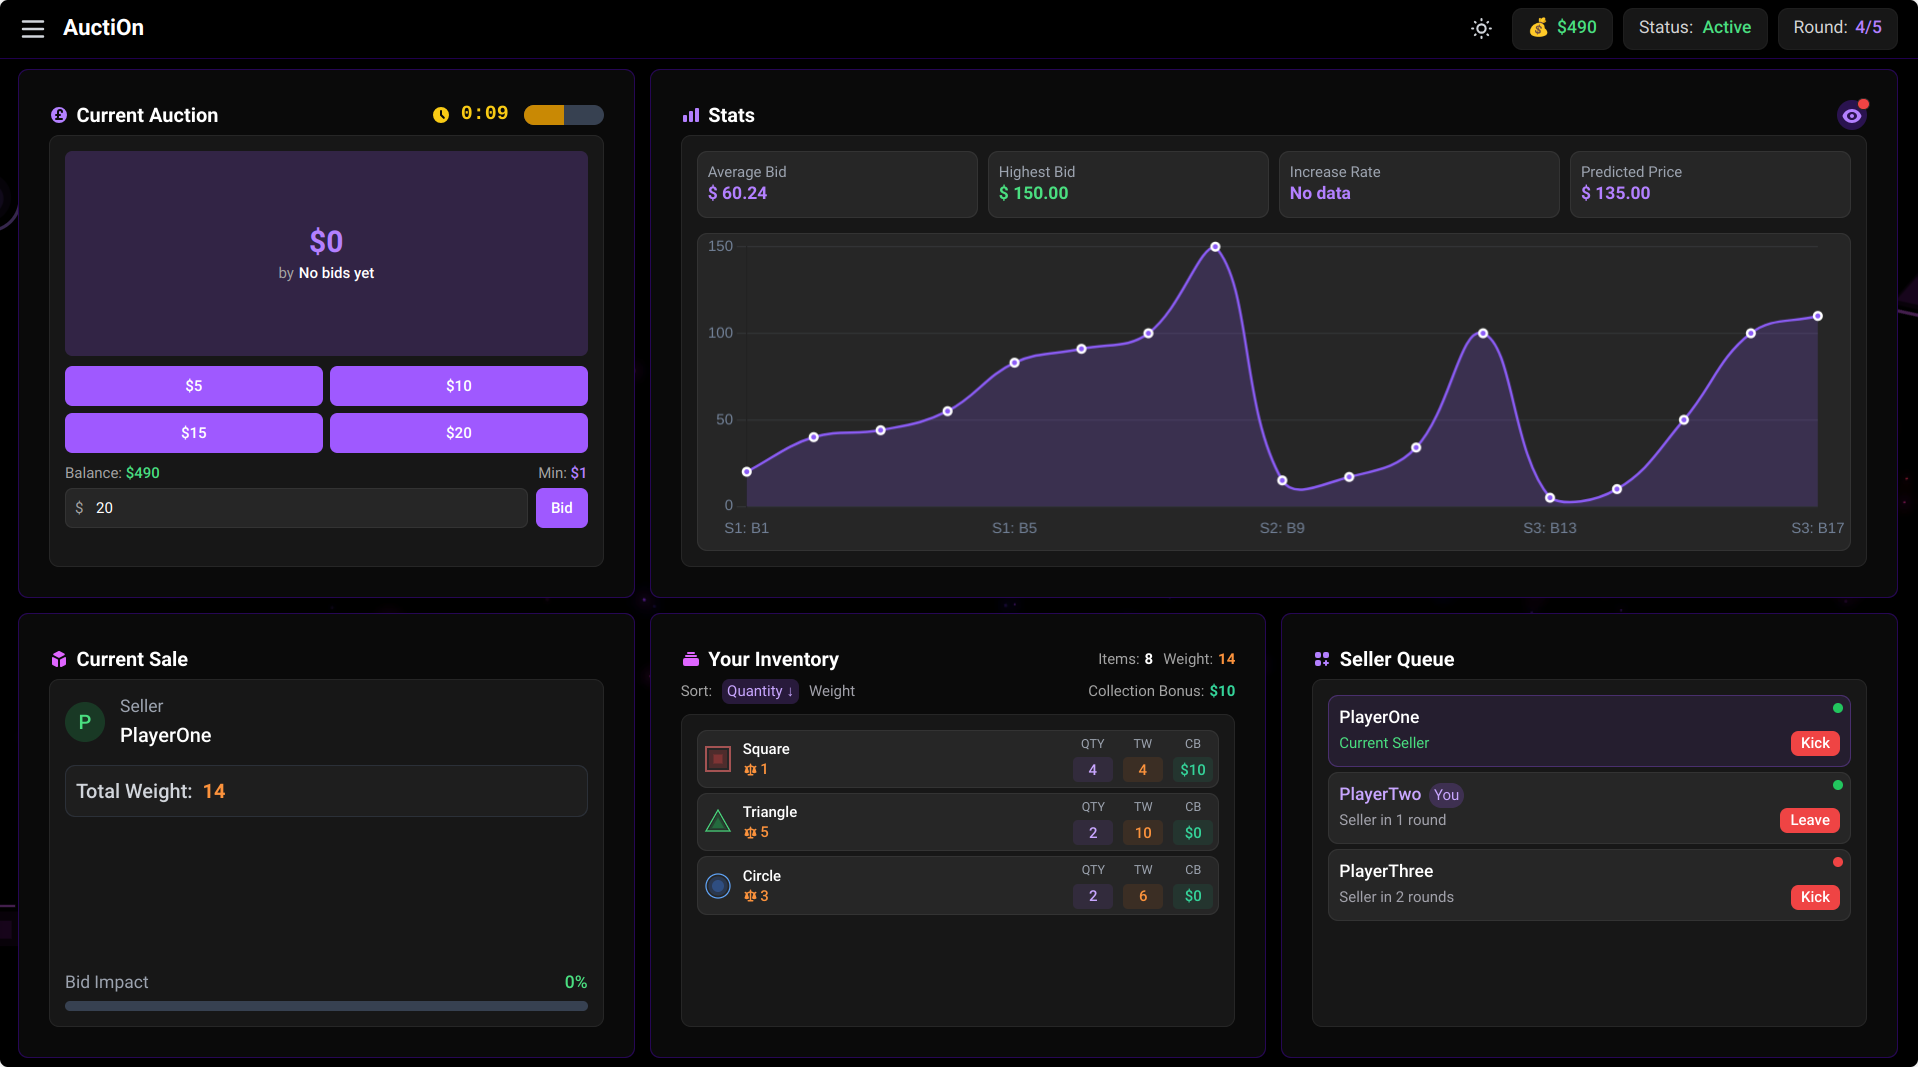 AuctiOn
$490
Status: Active
Round: 4/5
Current Auction
0:09
$0
by No bids yet
$5
$10
$15
$20
Balance: $490
Min: $1
$ 20
Bid
Stats
Average Bid
$ 60.24
Highest Bid
$ 150.00
Increase Rate
No data
Predicted Price
$ 135.00
150
100
50
0
S1: B1
S1: B5
S2: B9
S3: B13
S3: B17
Current Sale
P
Seller
PlayerOne
Total Weight: 14
Bid Impact
0%
Your Inventory
Items: 8 Weight: 14
Sort: Quantity ↓ Weight
Collection Bonus: $10
Square
1
QTY TW CB
4 4 $10
Triangle
5
QTY TW CB
2 10 $0
Circle
3
QTY TW CB
2 6 $0
Seller Queue
PlayerOne
Current Seller
Kick
PlayerTwo You
Seller in 1 round
Leave
PlayerThree
Seller in 2 rounds
Kick